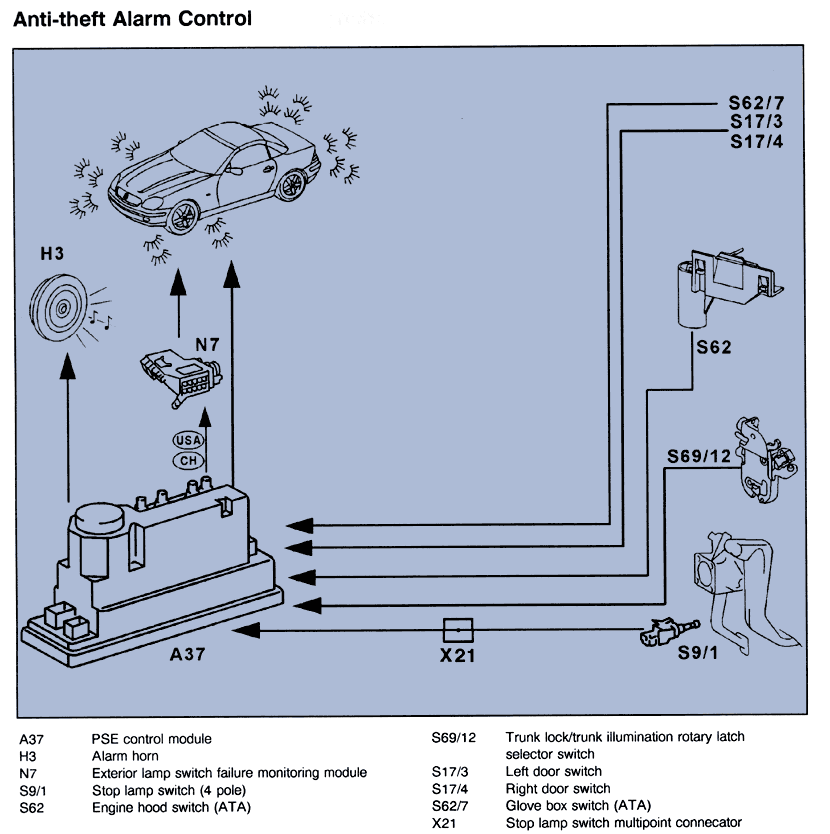 Anti-theft Alarm Control
S62/7
S17/3
S17/4
H3
S62
N7
USA
CH
S69/12
A37
X21
S9/1
A37 PSE control module
H3 Alarm horn
N7 Exterior lamp switch failure monitoring module
S9/1 Stop lamp switch (4 pole)
S62 Engine hood switch (ATA)
S69/12 Trunk lock/trunk illumination rotary latch
selector switch
S17/3 Left door switch
S17/4 Right door switch
S62/7 Glove box switch (ATA)
X21 Stop lamp switch multipoint connecator